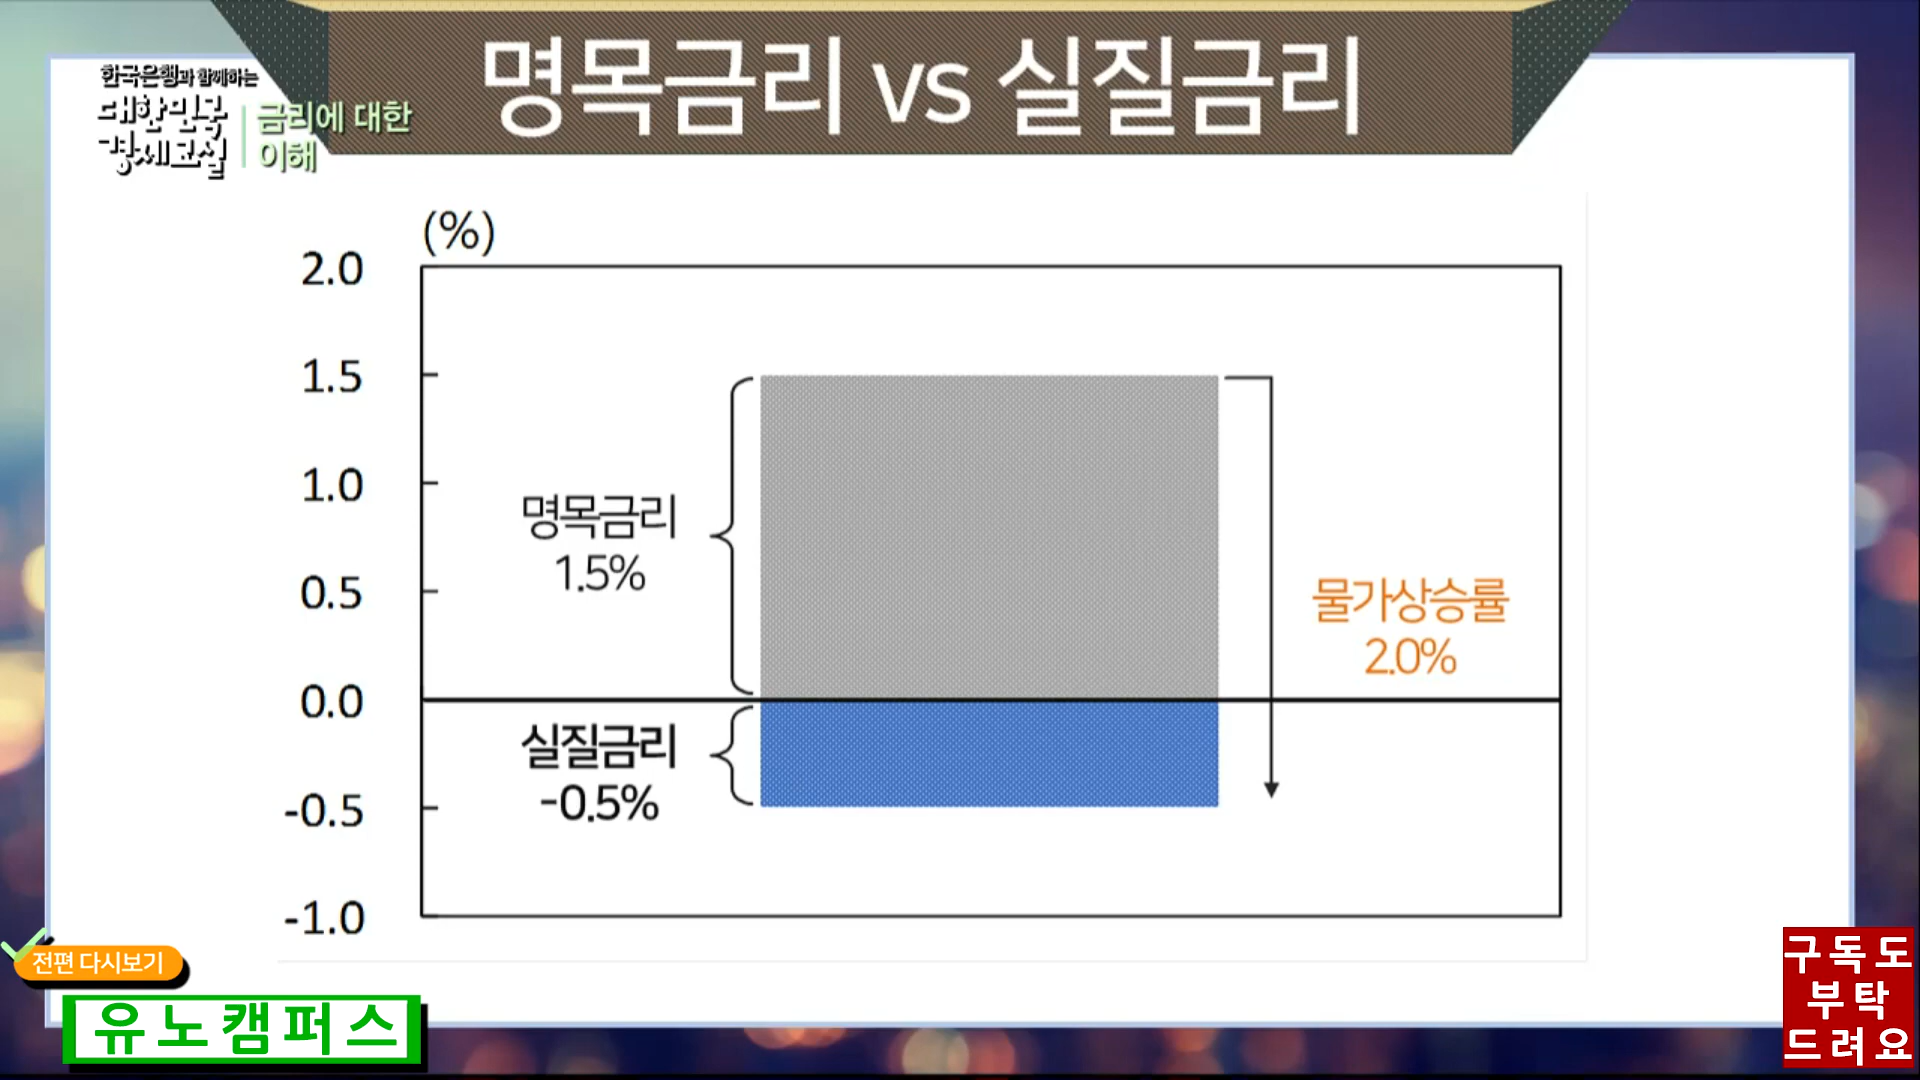 명목금리 vs 실질금리
한국은행과 함께하는
대한민국
경제교실
금리에 대한
이해
(%)
2.0
1.5
1.0
0.5
0.0
-0.5
-1.0
명목금리
1.5%
물가상승률
2.0%
실질금리
-0.5%
전편 다시보기
유노캠퍼스
구독도
부탁
드려요